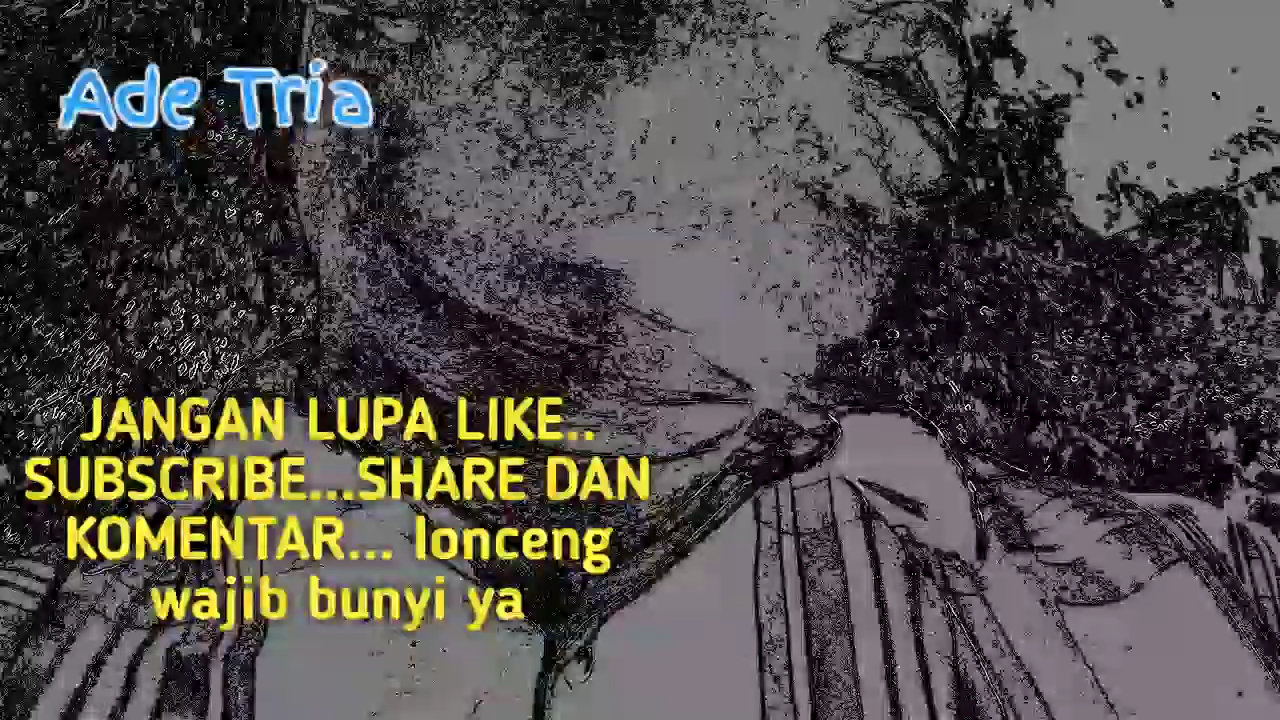 Ade Tria
JANGAN LUPA LIKE..
SUBSCRIBE...SHARE DAN
KOMENTAR... lonceng
wajib bunyi ya